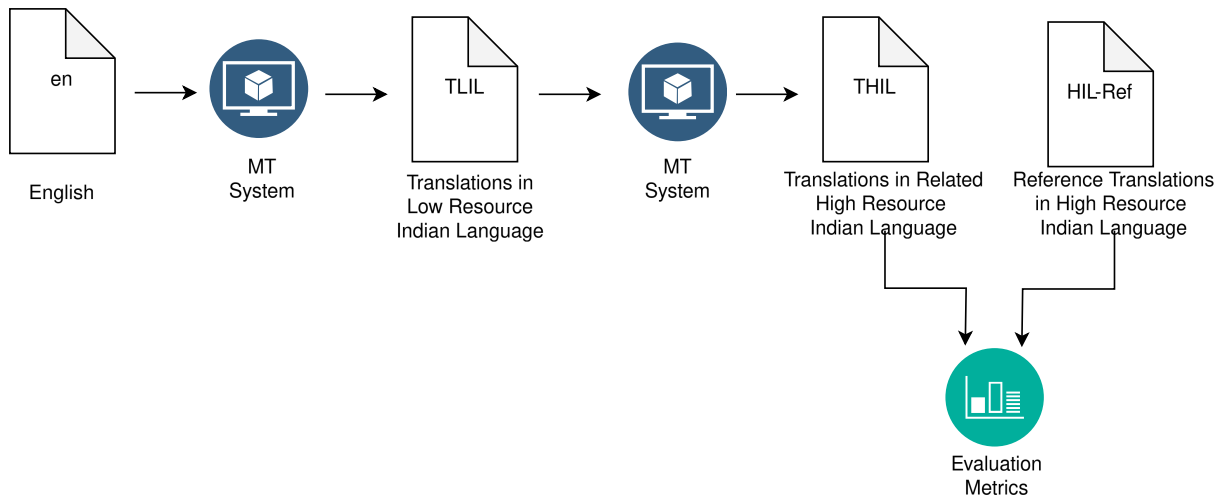 en
English
MT
System
TLIL
Translations in
Low Resource
Indian Language
MT
System
THIL
Translations in Related
High Resource
Indian Language
HIL-Ref
Reference Translations
in High Resource
Indian Language
Evaluation
Metrics